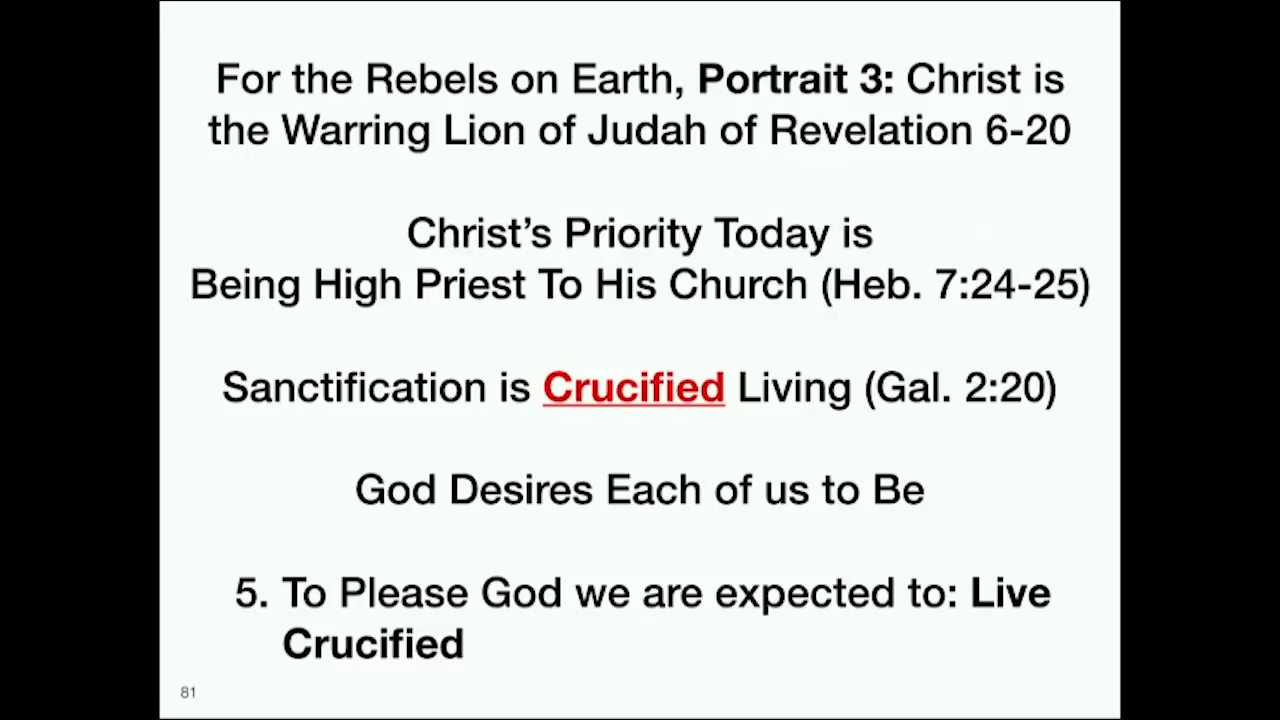 For the Rebels on Earth, Portrait 3: Christ is
the Warring Lion of Judah of Revelation 6-20
Christ’s Priority Today is
Being High Priest To His Church (Heb. 7:24-25)
Sanctification is Crucified Living (Gal. 2:20)
God Desires Each of us to Be
5. To Please God we are expected to: Live
Crucified
81